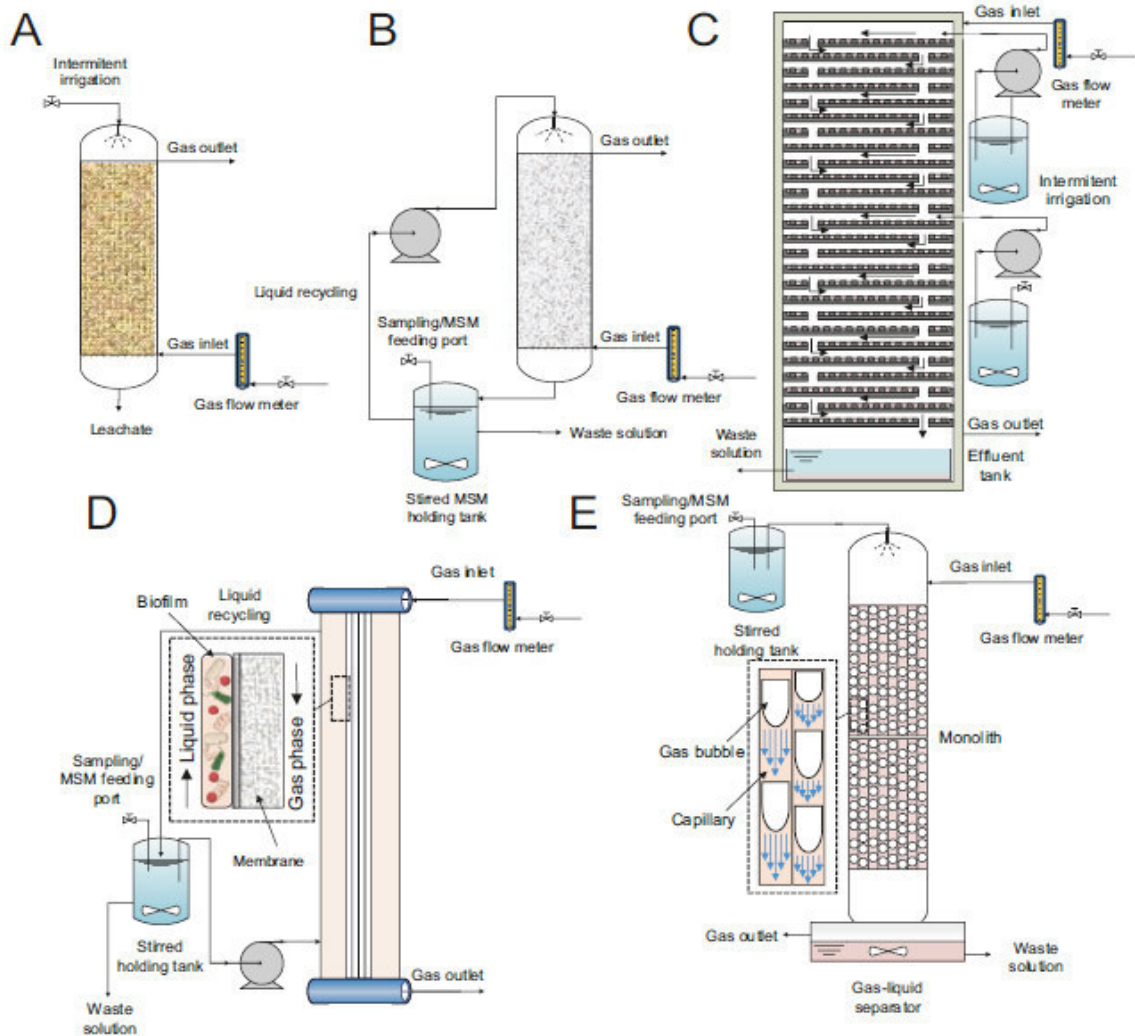 A
Intermitent
irrigation
Gas outlet
Gas inlet
Gas flow meter
Leachate
B
Gas outlet
Liquid recycling
Sampling/MSM
feeding port
Gas inlet
Gas flow meter
Waste solution
Stirred MSM
holding tank
C
Gas inlet
Gas flow
meter
Intermitent
irrigation
Gas outlet
Waste
solution
Effluent
tank
D
Biofilm
Liquid
recycling
Gas inlet
Gas flow meter
Liquid phase
Gas phase
Sampling/
MSM feeding
port
Membrane
Stirred
holding tank
Waste
solution
Gas outlet
E
Sampling/MSM
feeding port
Gas inlet
Stirred
holding tank
Gas flow meter
Gas bubble
Monolith
Capillary
Gas outlet
Waste
solution
Gas-liquid
separator